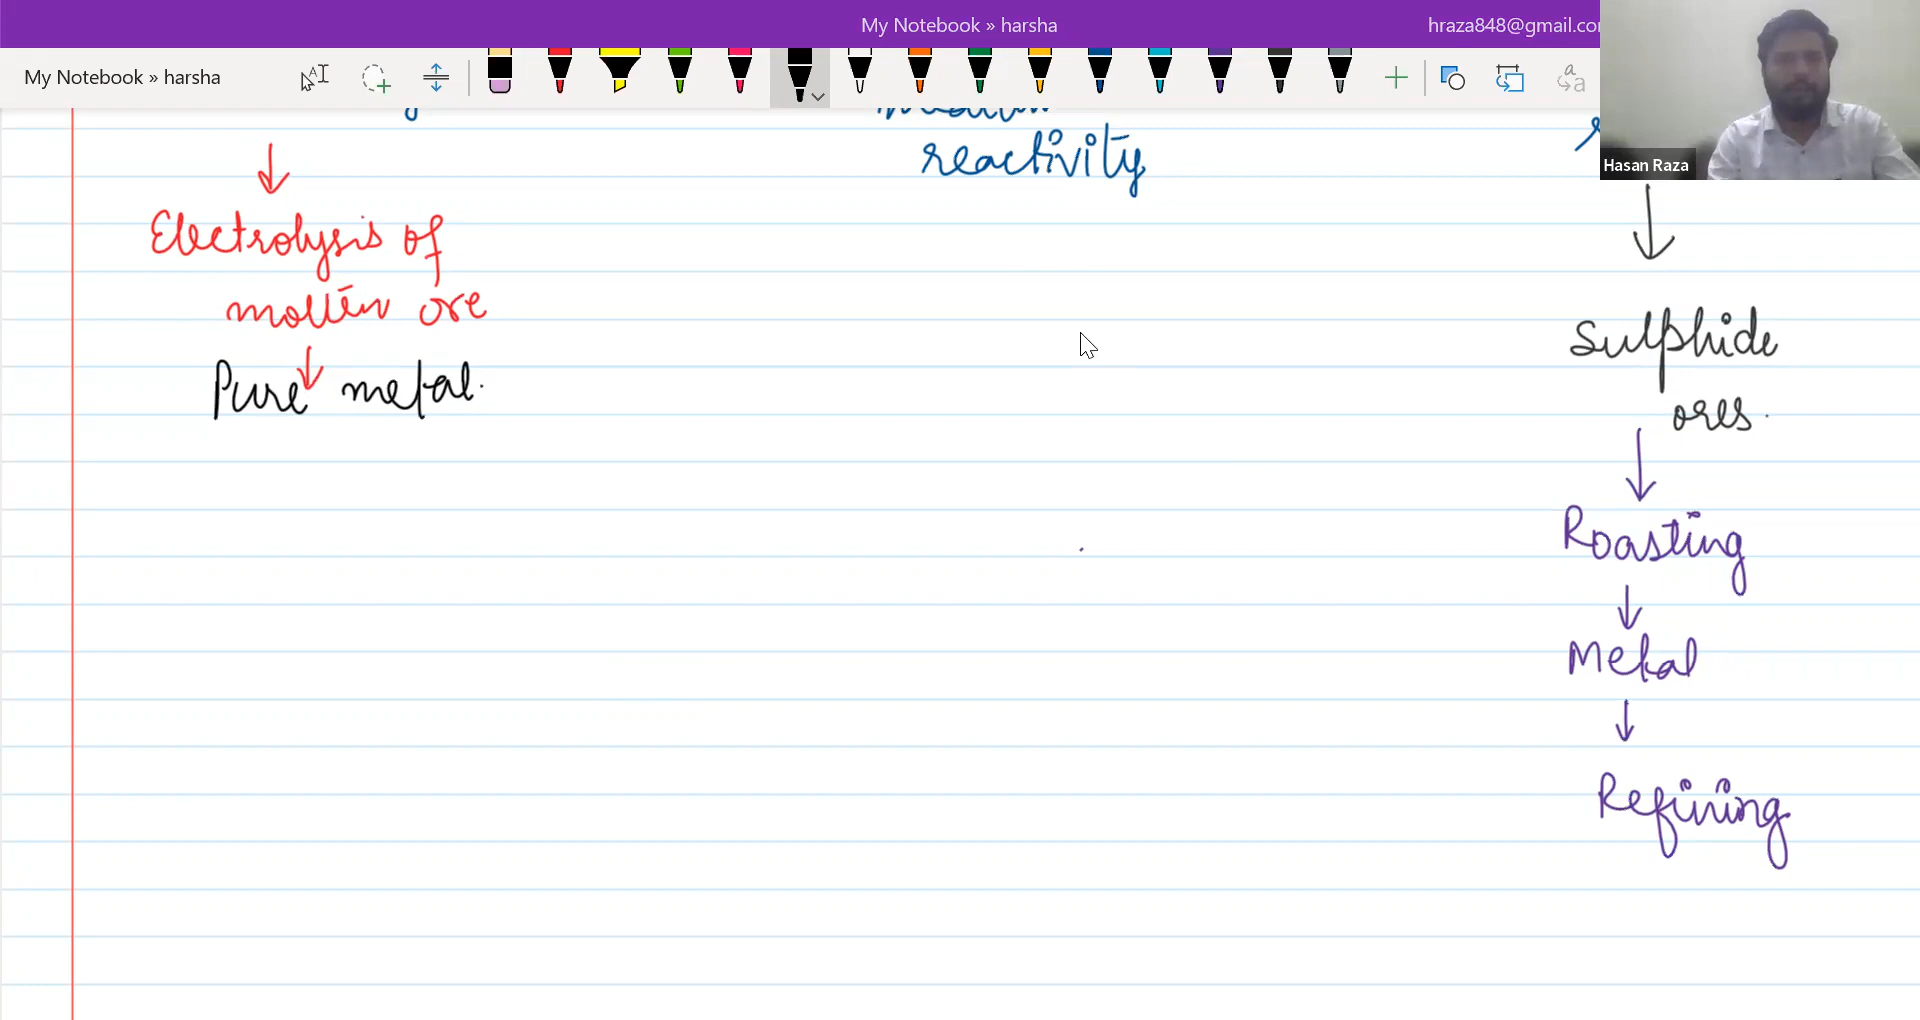 My Notebook » harsha
hraza848@gmail.co
My Notebook » harsha
Hasan Raza
reactivity
Electrolysis of
molten ore
Pure metal.
Sulphide
ores.
Roasting
Metal
Refining